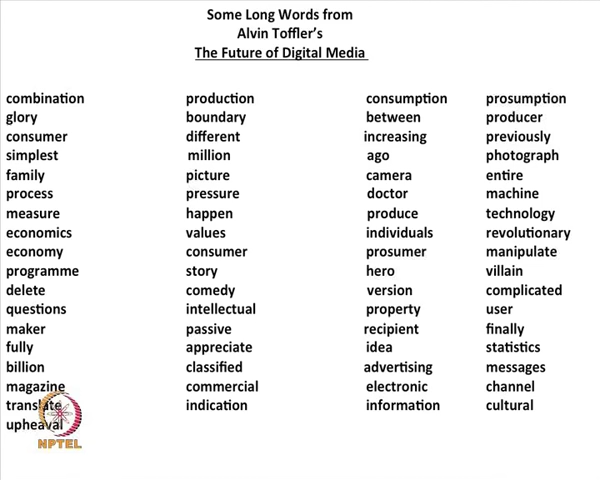 Some Long Words from
Alvin Toffler's
The Future of Digital Media
combination production consumption prosumption
glory boundary between producer
consumer different increasing previously
simplest million ago photograph
family picture camera entire
process pressure doctor machine
measure happen produce technology
economics values individuals revolutionary
economy consumer prosumer manipulate
programme story hero villain
delete comedy version complicated
questions intellectual property user
maker passive recipient finally
fully appreciate idea statistics
billion classified advertising messages
magazine commercial electronic channel
translate indication information cultural
upheaval
NPTEL